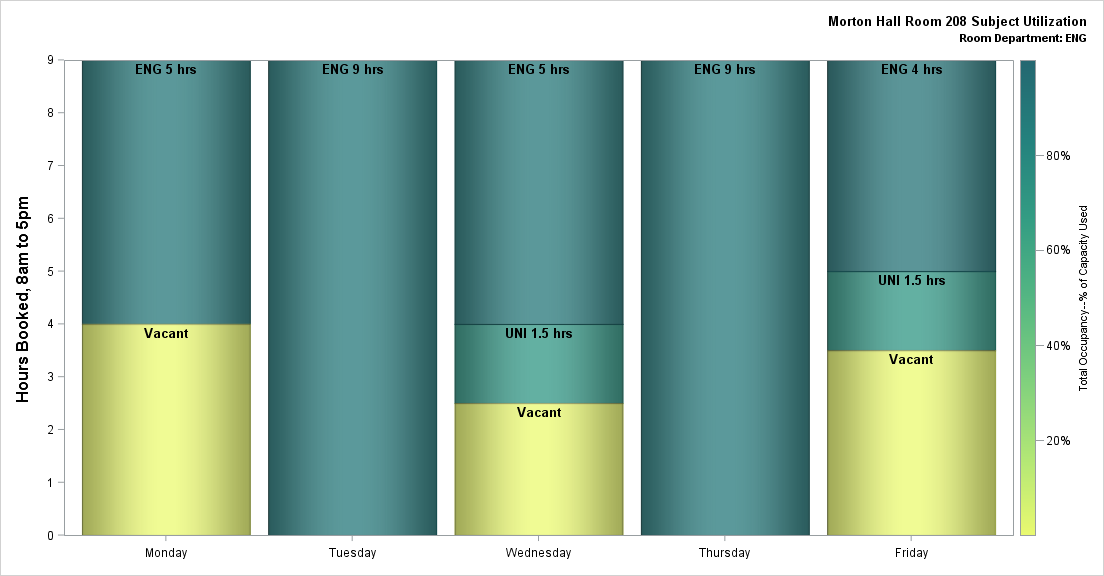 Morton Hall Room 208 Subject Utilization
Room Department: ENG
Hours Booked, 8am to 5pm
9
8
7
6
5
4
3
2
1
0
ENG 5 hrs
Vacant
ENG 9 hrs
ENG 5 hrs
UNI 1.5 hrs
Vacant
ENG 9 hrs
ENG 4 hrs
UNI 1.5 hrs
Vacant
Monday
Tuesday
Wednesday
Thursday
Friday
80%
60%
40%
20%
Total Occupancy--% of Capacity Used